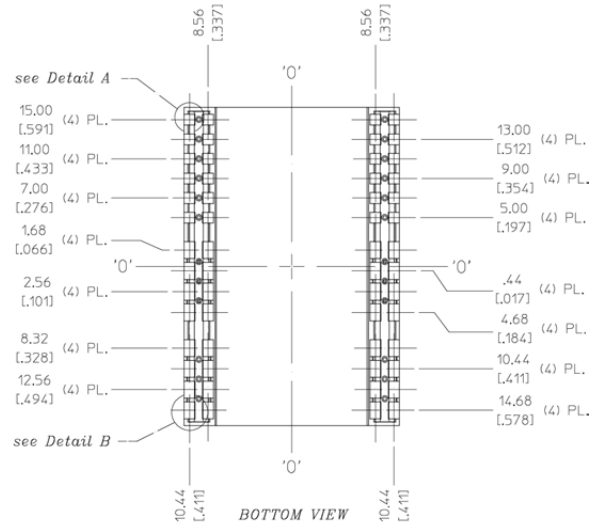 8.56
[.337]
8.56
[.337]
'0'
see Detail A
15.00
[.591] (4) PL.
11.00
[.433] (4) PL.
7.00
[.276] (4) PL.
1.68
[.066] (4) PL.
'0'
2.56
[.101] (4) PL.
8.32
[.328] (4) PL.
12.56
[.494] (4) PL.
see Detail B
13.00
[.512] (4) PL.
9.00
[.354] (4) PL.
5.00
[.197] (4) PL.
'0'
.44
[.017] (4) PL.
4.68
[.184] (4) PL.
10.44
[.411] (4) PL.
14.68
[.578] (4) PL.
'0'
10.44
[.411]
BOTTOM VIEW
10.44
[.411]